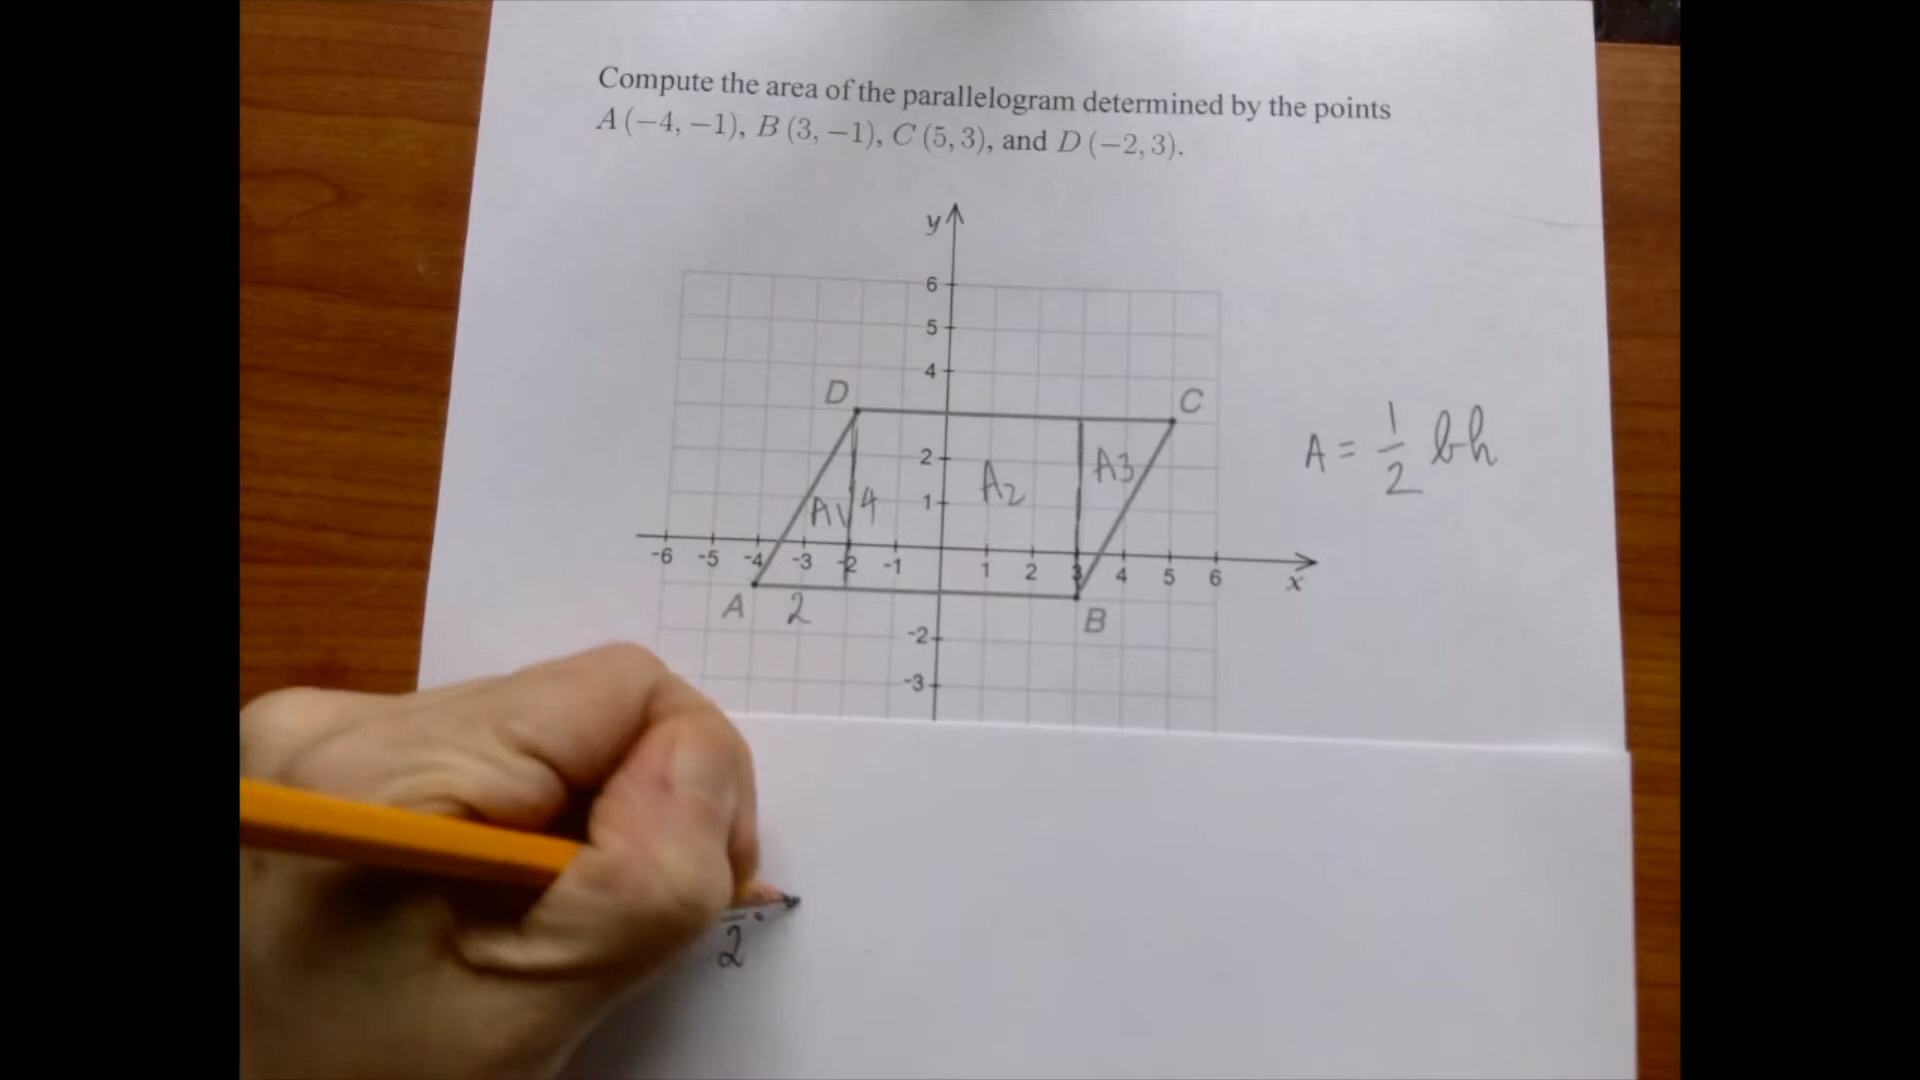 Compute the area of the parallelogram determined by the points
A (−4, −1), B (3, −1), C (5, 3), and D (−2, 3).
y
6
5
4
D
C
A = 1/2 bh
2
A3
A2
A1
4
1
-6 -5 -4 -3 -2 -1 1 2 3 4 5 6
x
A
2
B
-2
-3
2